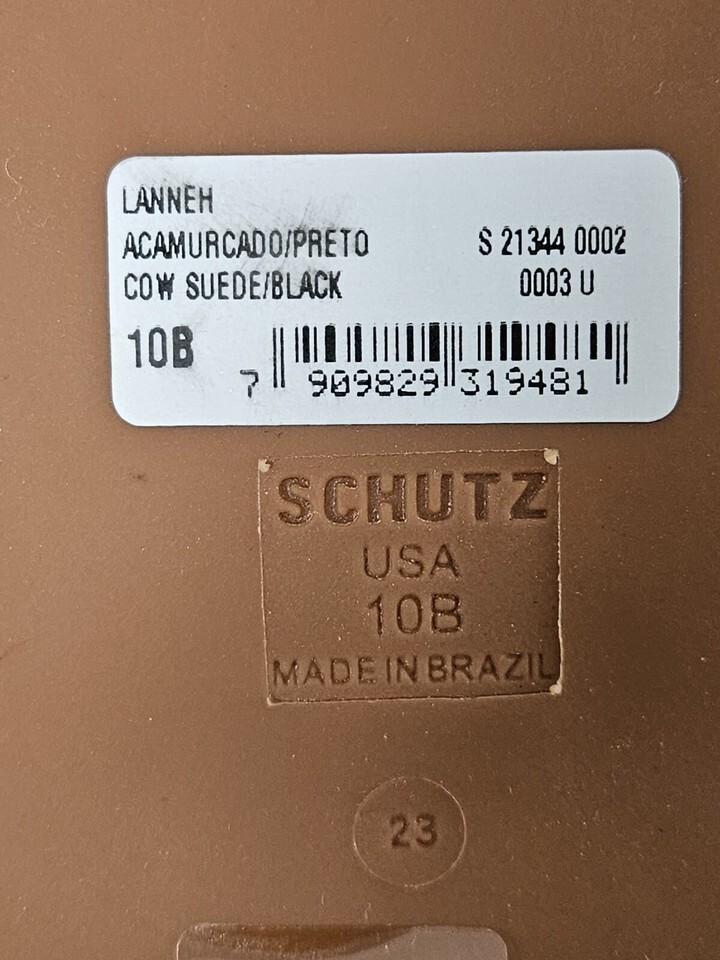 LANNEH
ACAMURCADO/PRETO S 21344 0002
COW SUEDE/BLACK 0003 U
10B
7 909829 319481
SCHUTZ
USA
10B
MADE IN BRAZIL
23